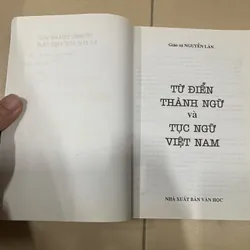 Giáo sư NGUYỄN LÂN
TỪ ĐIỂN
THÀNH NGỮ
và
TỤC NGỮ
VIỆT NAM
NHÀ XUẤT BẢN VĂN HỌC